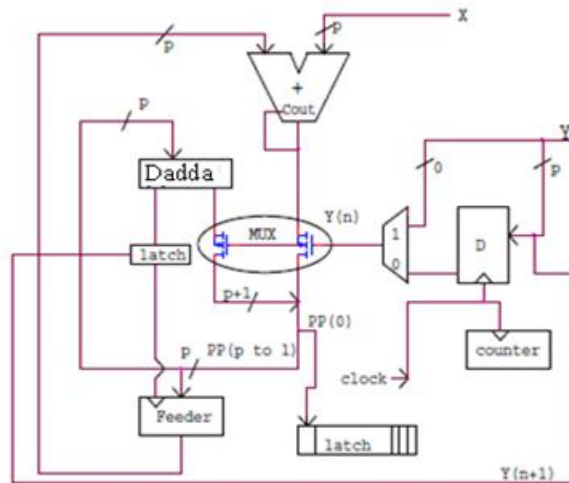 X
p
p
+
Cout
p
Y
0
p
Dadda
MUX
Y(n)
1
0
D
latch
p+1
PP(0)
counter
p
PP(p to 1)
clock
Feeder
latch
Y(n+1)